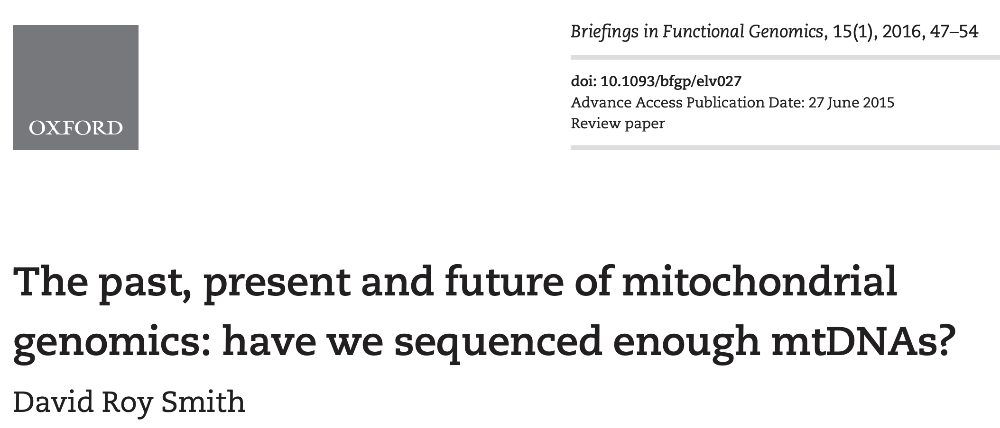 OXFORD
Briefings in Functional Genomics, 15(1), 2016, 47–54
doi: 10.1093/bfgp/elv027
Advance Access Publication Date: 27 June 2015
Review paper
The past, present and future of mitochondrial
genomics: have we sequenced enough mtDNAs?
David Roy Smith